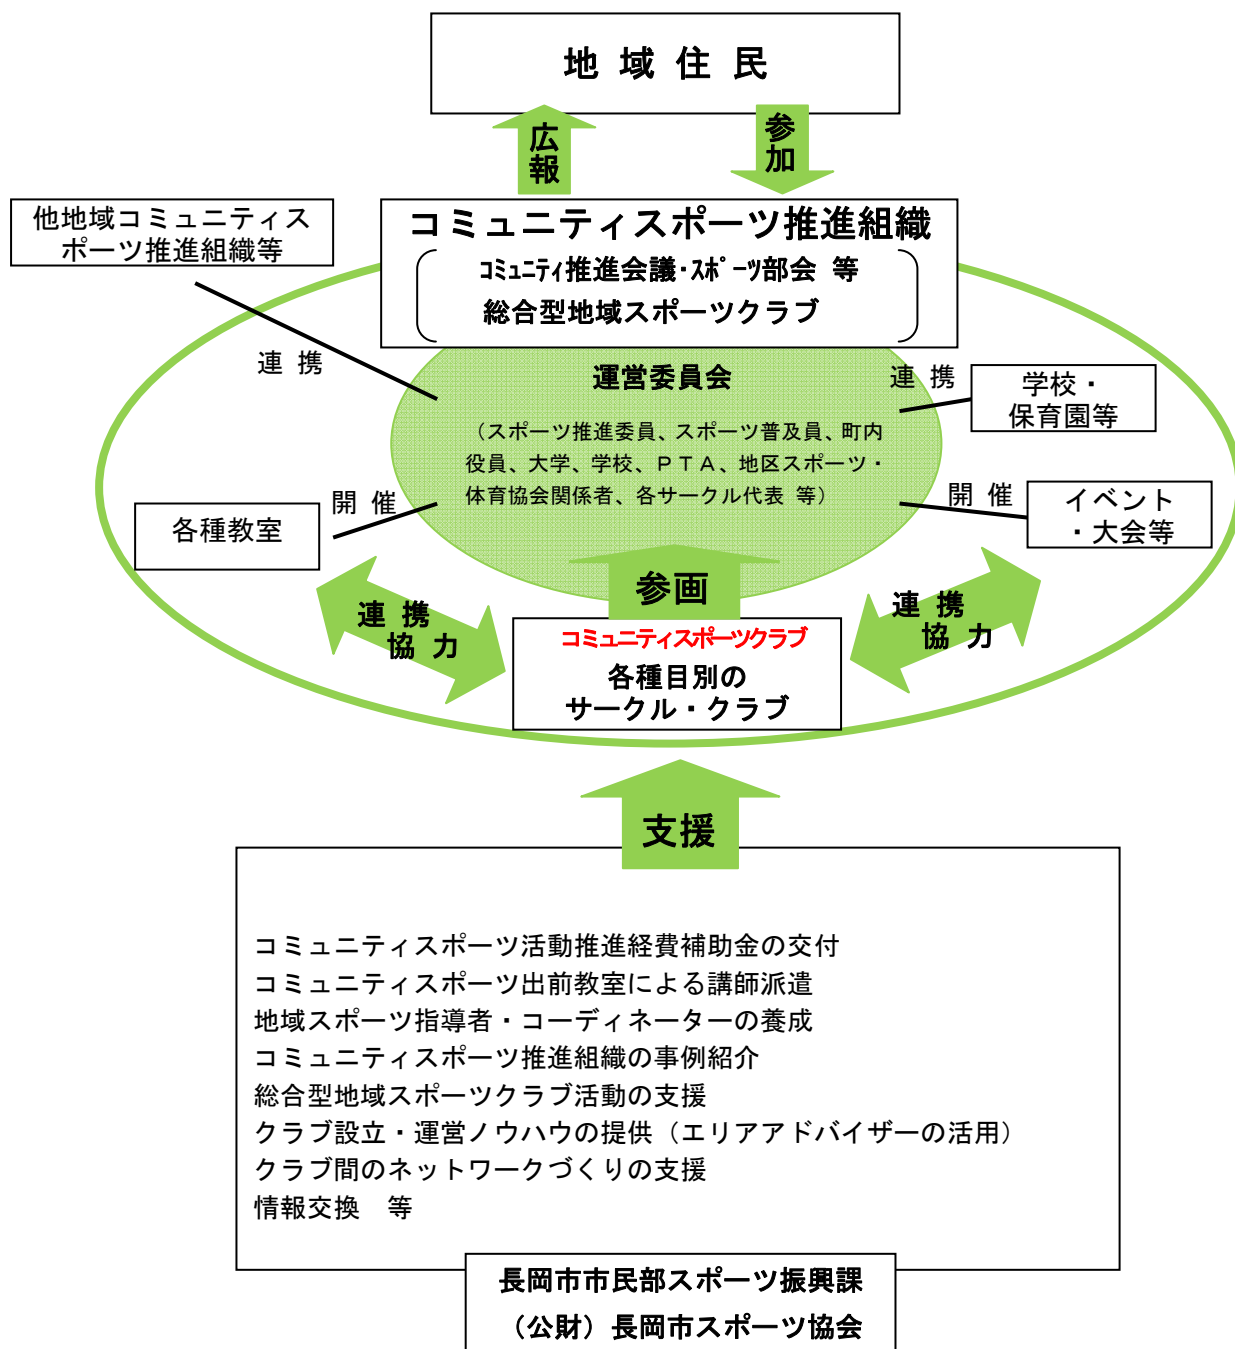 地 域 住 民
広報
参加
他地域コミュニティス
ポーツ推進組織等
コミュニティスポーツ推進組織
コミュニティ推進会議・スポーツ部会 等
総合型地域スポーツクラブ
連 携
運営委員会
連 携
学校・
保育園等
（スポーツ推進委員、スポーツ普及員、町内
役員、大学、学校、ＰＴＡ、地区スポーツ・
体育協会関係者、各サークル代表 等）
開 催
各種教室
開 催
イベント
・大会等
参画
連 携
協 力
連 携
協 力
コミュニティスポーツクラブ
各種目別の
サークル・クラブ
支援
コミュニティスポーツ活動推進経費補助金の交付
コミュニティスポーツ出前教室による講師派遣
地域スポーツ指導者・コーディネーターの養成
コミュニティスポーツ推進組織の事例紹介
総合型地域スポーツクラブ活動の支援
クラブ設立・運営ノウハウの提供（エリアアドバイザーの活用）
クラブ間のネットワークづくりの支援
情報交換　等
長岡市市民部スポーツ振興課
（公財）長岡市スポーツ協会